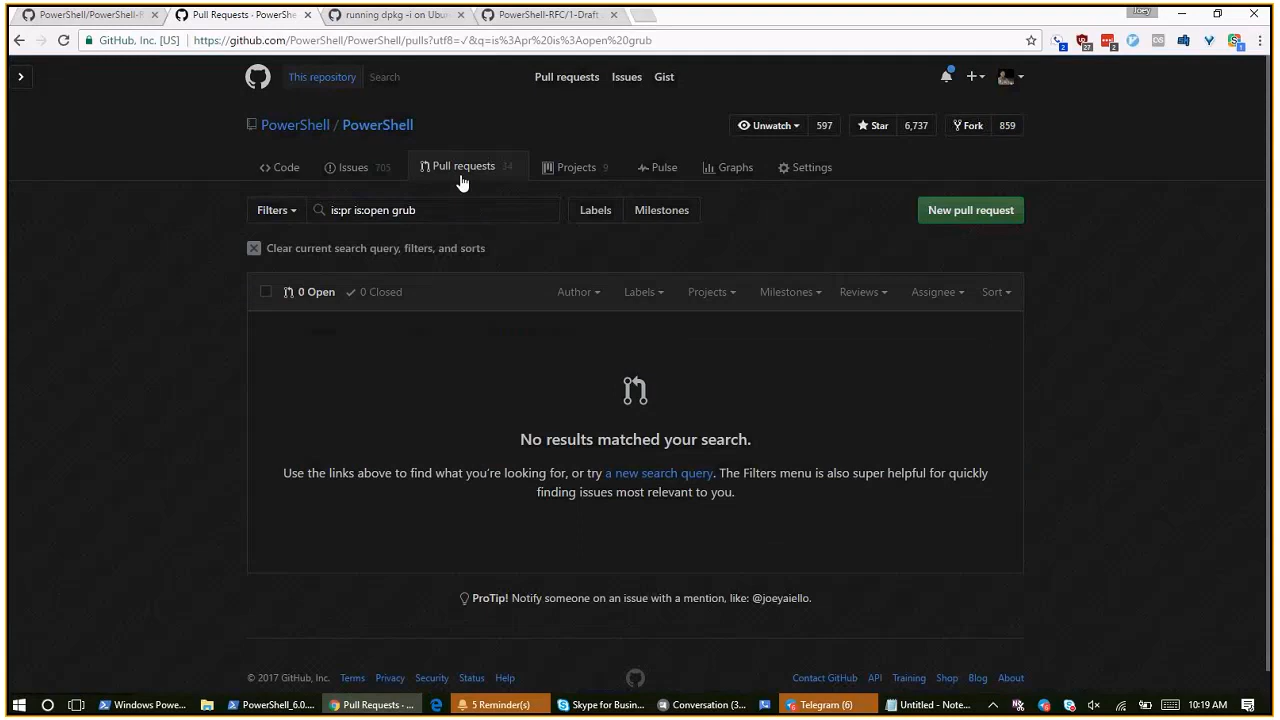 Joey
PowerShell/PowerShell-R
Pull Requests · PowerShe
running dpkg -i on Ubun
PowerShell-RFC/1-Draft
GitHub, Inc. [US]
https://github.com/PowerShell/PowerShell/pulls?utf8=✓&q=is%3Apr%20is%3Aopen%20grub
2
27
2
1
This repository
Search
Pull requests
Issues
Gist
PowerShell / PowerShell
Unwatch
597
Star
6,737
Fork
859
Code
Issues 705
Pull requests 34
Projects 9
Pulse
Graphs
Settings
Filters
is:pr is:open grub
Labels
Milestones
New pull request
Clear current search query, filters, and sorts
0 Open
0 Closed
Author
Labels
Projects
Milestones
Reviews
Assignee
Sort
No results matched your search.
Use the links above to find what you're looking for, or try a new search query. The Filters menu is also super helpful for quickly
finding issues most relevant to you.
ProTip! Notify someone on an issue with a mention, like: @joeyaiello.
© 2017 GitHub, Inc.
Terms
Privacy
Security
Status
Help
Contact GitHub
API
Training
Shop
Blog
About
Windows Powe...
PowerShell_6.0....
Pull Requests · ...
5 Reminder(s)
Skype for Busin...
Conversation (3...
Telegram (6)
Untitled - Note...
10:19 AM